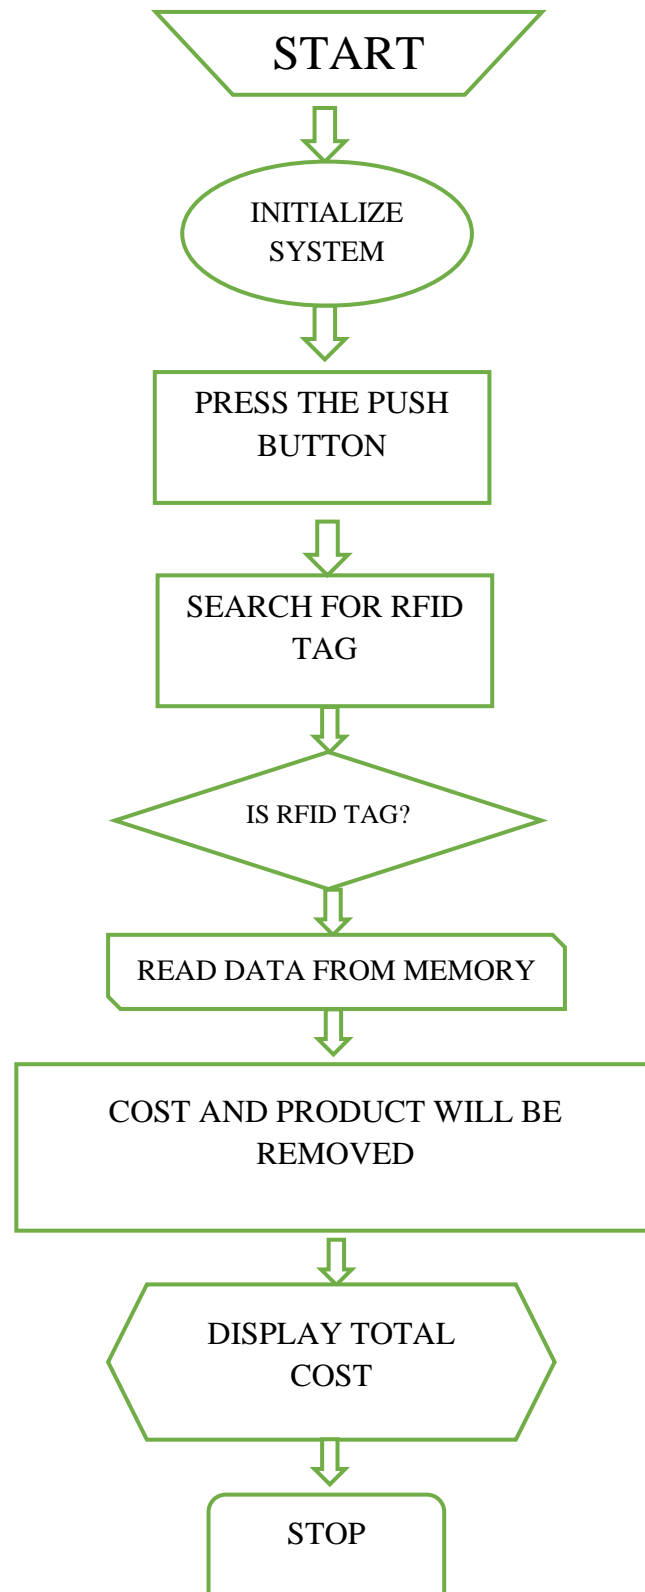 START
INITIALIZE
SYSTEM
PRESS THE PUSH
BUTTON
SEARCH FOR RFID
TAG
IS RFID TAG?
READ DATA FROM MEMORY
COST AND PRODUCT WILL BE
REMOVED
DISPLAY TOTAL
COST
STOP